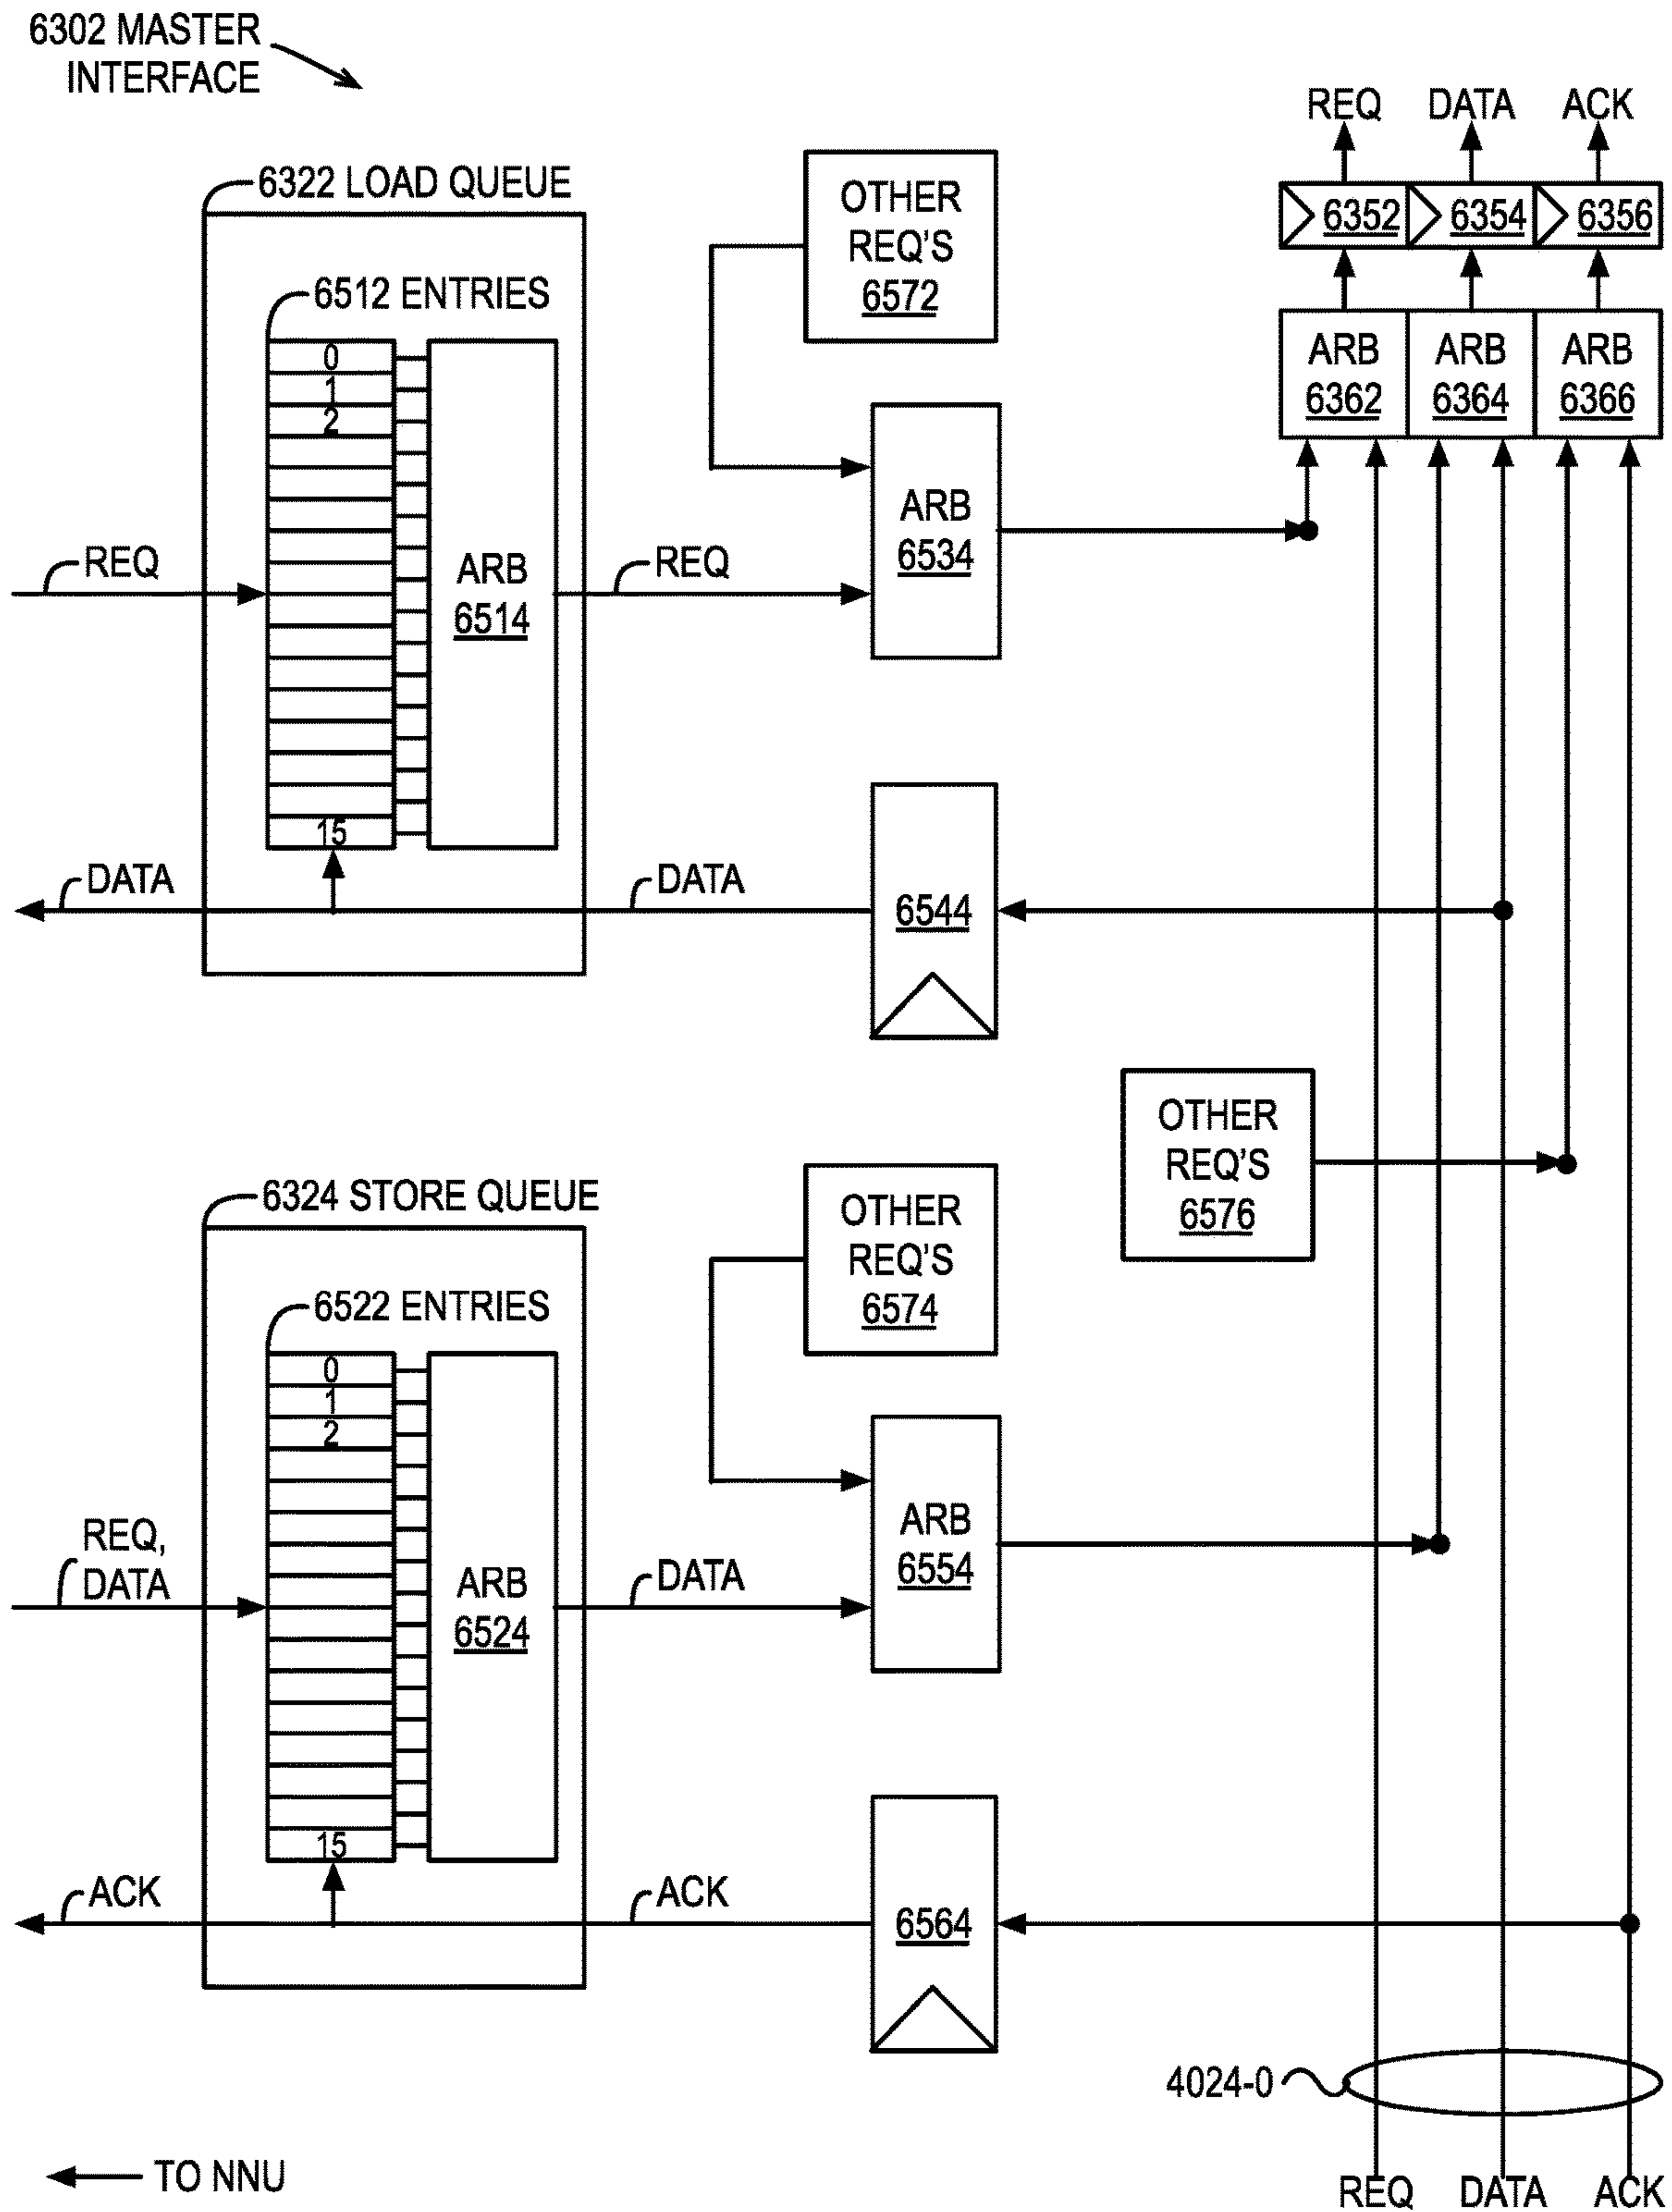 6302 MASTER
INTERFACE
REQ DATA ACK
6322 LOAD QUEUE
OTHER
REQ'S
6572
6352 6354 6356
6512 ENTRIES
ARB
6362
ARB
6364
ARB
6366
0
1
2
15
REQ
ARB
6514
REQ
ARB
6534
DATA
DATA
6544
OTHER
REQ'S
6576
6324 STORE QUEUE
OTHER
REQ'S
6574
6522 ENTRIES
0
1
2
15
REQ,
DATA
ARB
6524
DATA
ARB
6554
ACK
ACK
6564
4024-0
TO NNU
REQ DATA ACK